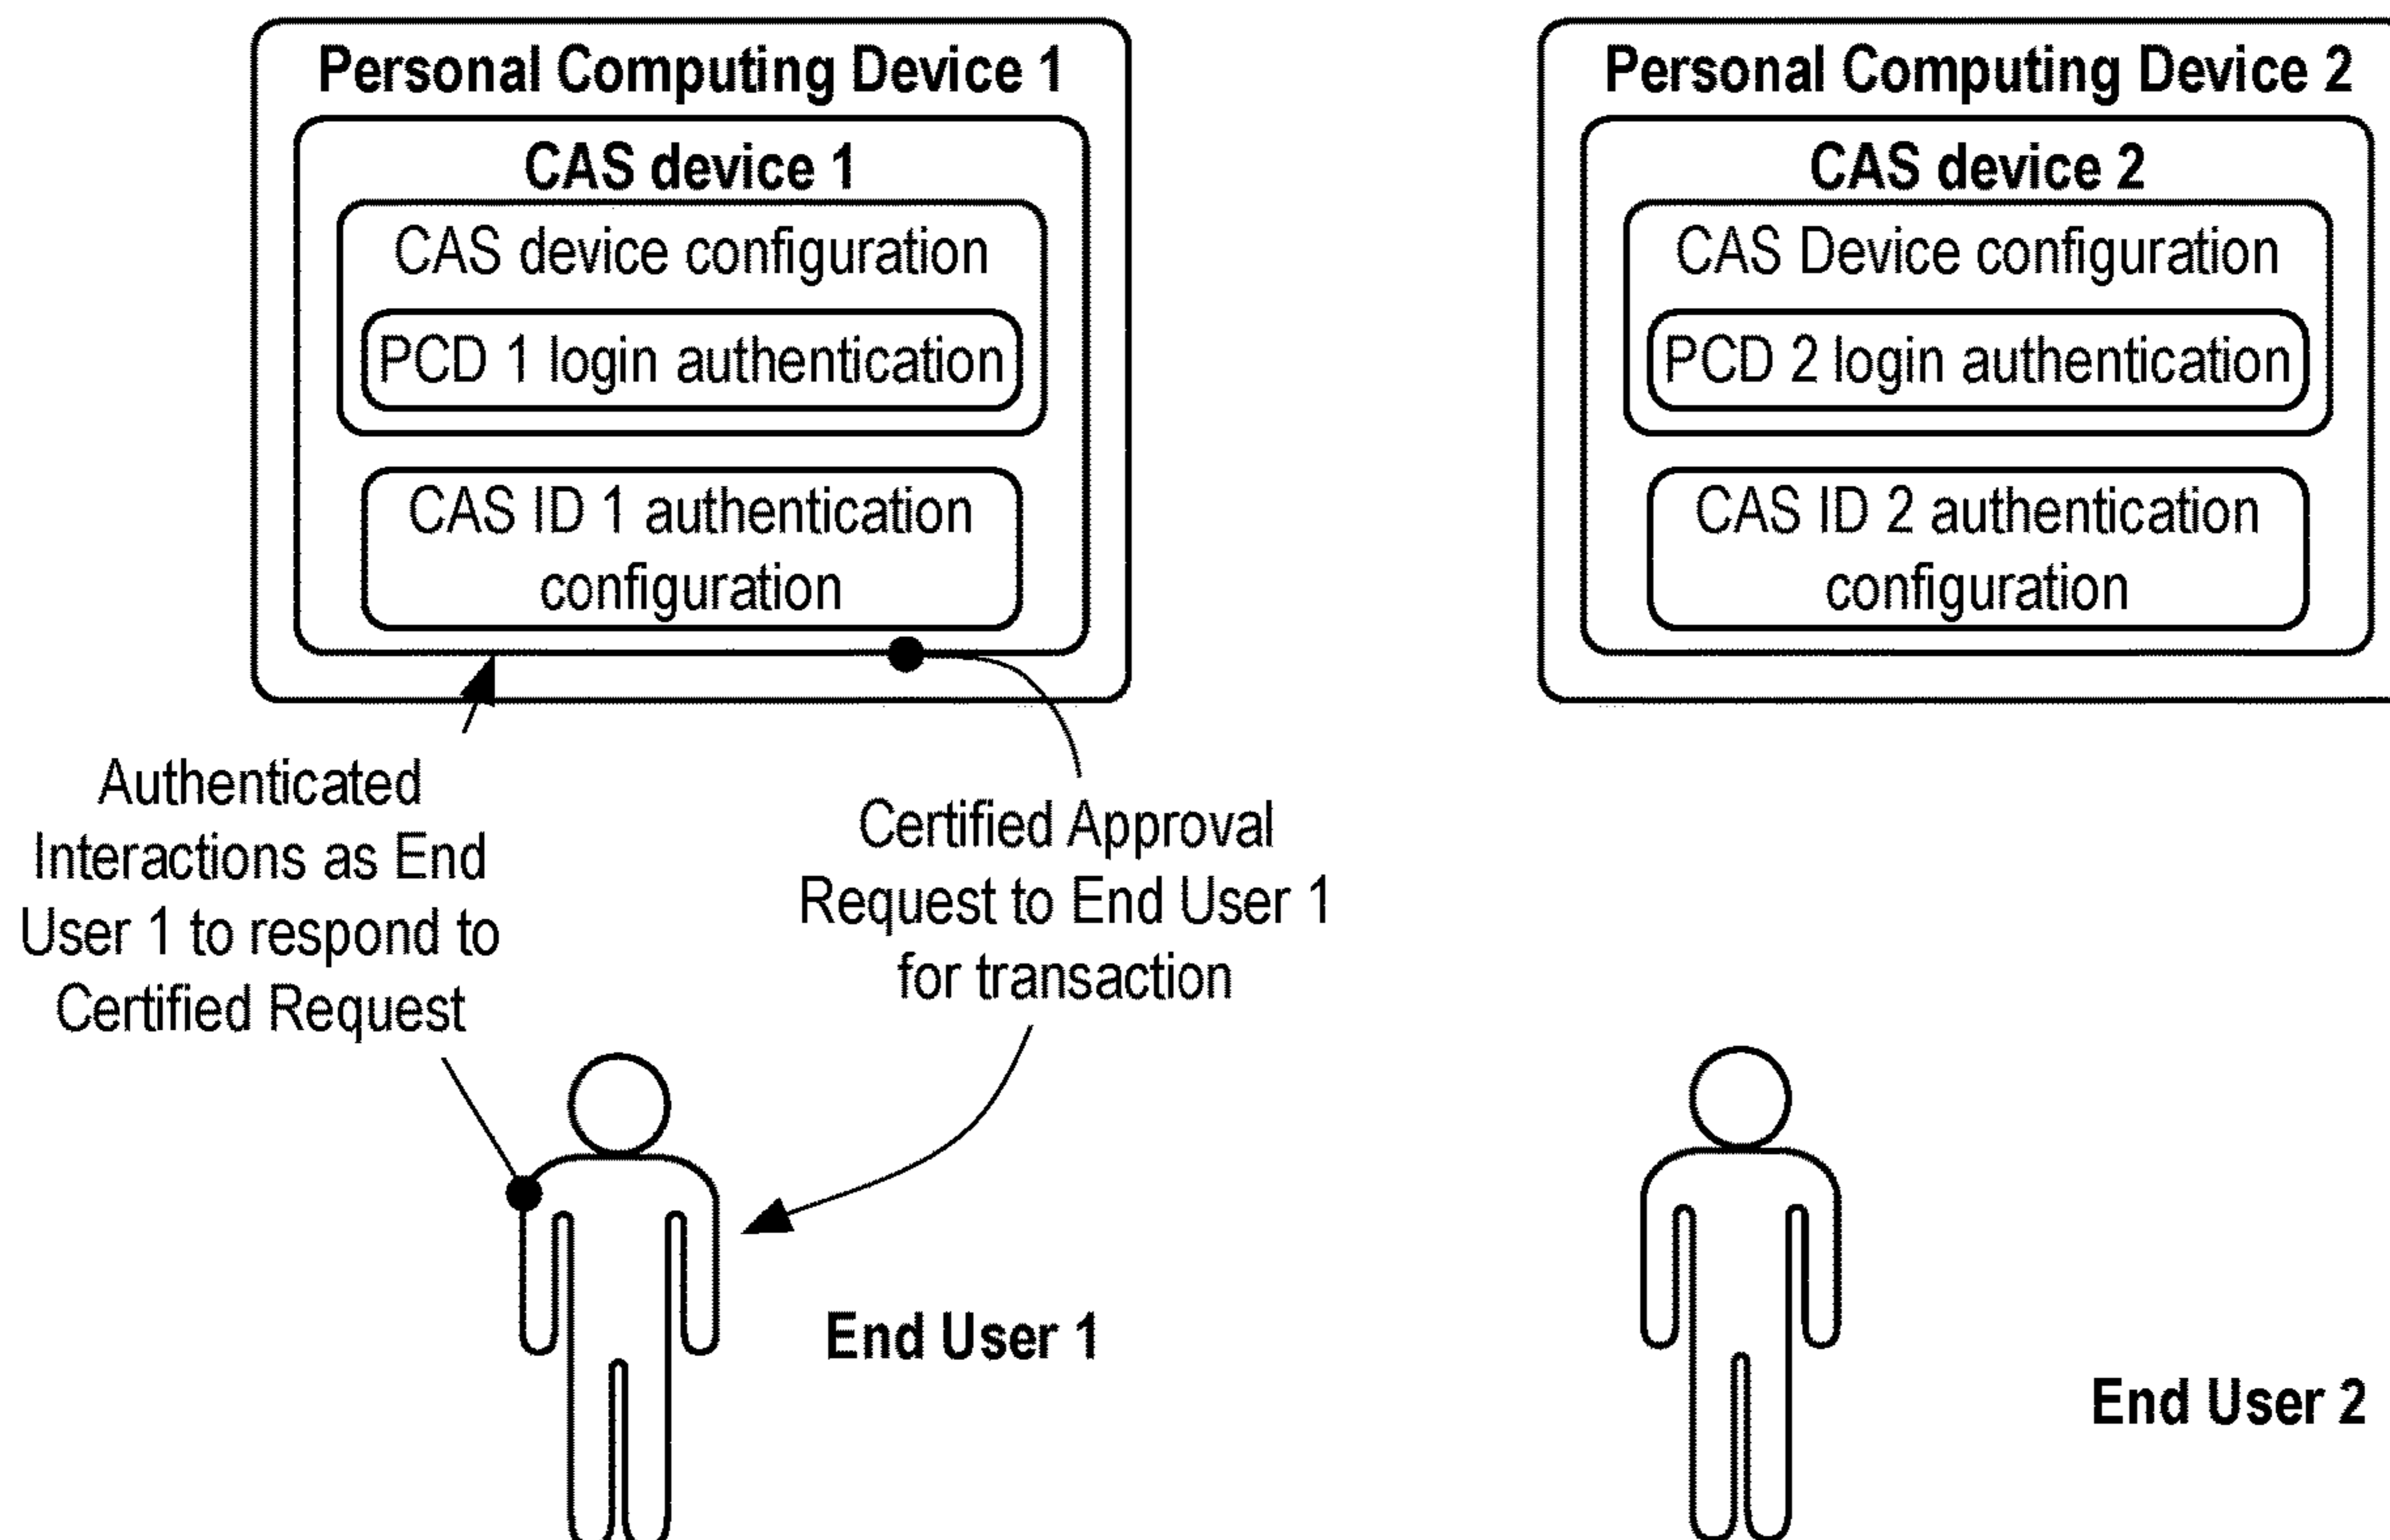 Personal Computing Device 1
CAS device 1
CAS device configuration
PCD 1 login authentication
CAS ID 1 authentication
configuration
Personal Computing Device 2
CAS device 2
CAS Device configuration
PCD 2 login authentication
CAS ID 2 authentication
configuration
Authenticated
Interactions as End
User 1 to respond to
Certified Request
Certified Approval
Request to End User 1
for transaction
End User 1
End User 2